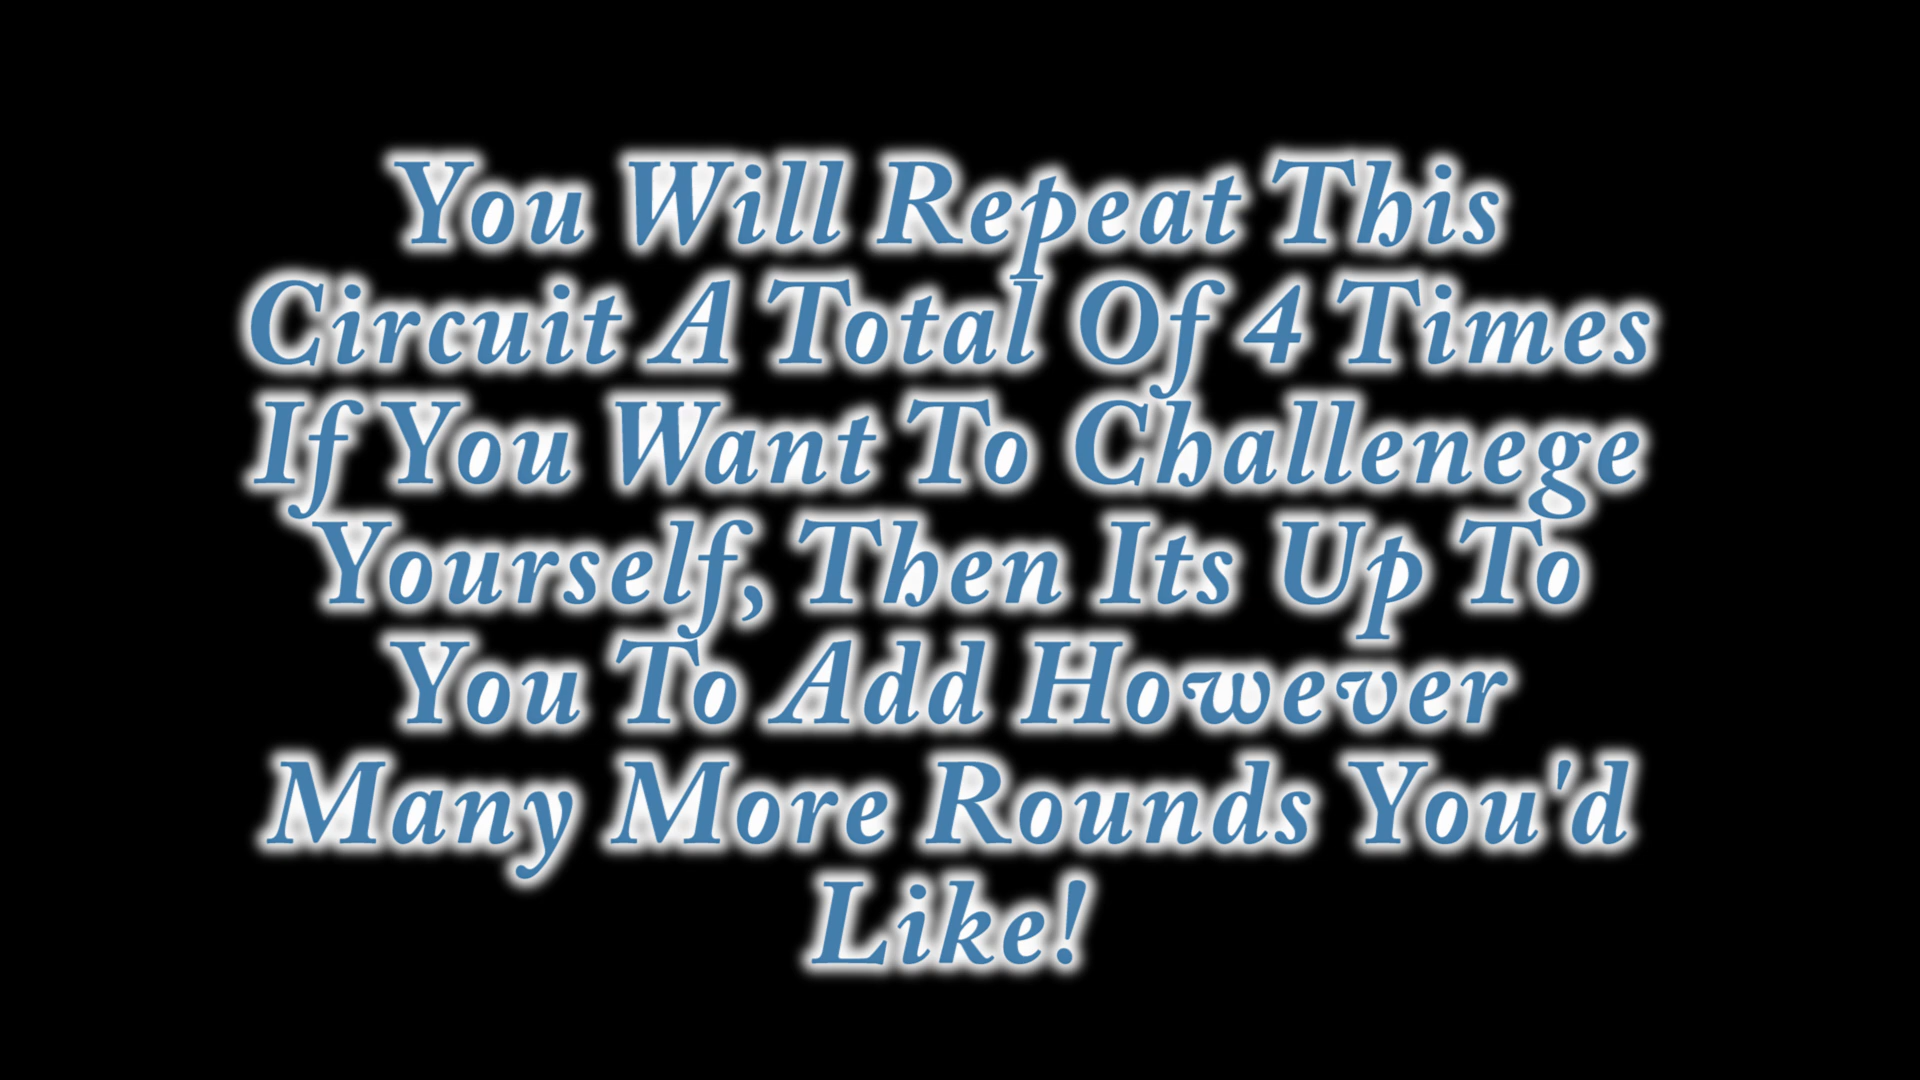 You Will Repeat This
Circuit A Total Of 4 Times
If You Want To Challenege
Yourself, Then Its Up To
You To Add However
Many More Rounds You'd
Like!